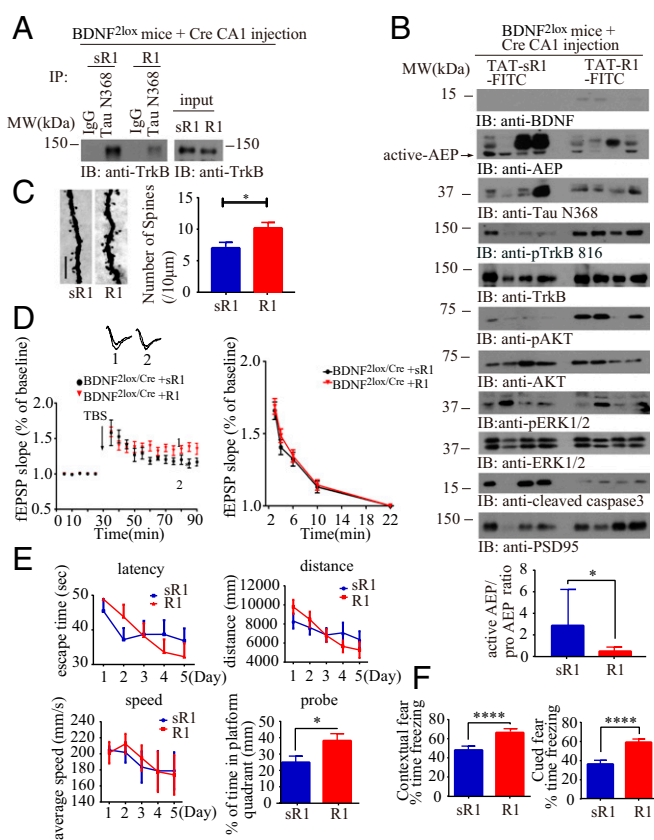 A
BDNF2lox mice + Cre CA1 injection
sR1 R1
IP:
IgG
Tau N368
IgG
Tau N368
input
MW(kDa)
sR1 R1
150
150
IB: anti-TrkB IB: anti-TrkB
B
BDNF2lox mice +
Cre CA1 injection
MW(kDa)
TAT-sR1
-FITC
TAT-R1
-FITC
15
IB: anti-BDNF
active-AEP
IB: anti-AEP
37
IB: anti-Tau N368
150
IB: anti-pTrkB 816
150
IB: anti-TrkB
75
IB: anti-pAKT
75
IB: anti-AKT
37
IB:anti-pERK1/2
37
IB: anti-ERK1/2
15
IB: anti-cleaved caspase3
150
IB: anti-PSD95
active AEP/
pro AEP ratio
8
6
4
2
0
*
sR1 R1
C
sR1 R1
Number of Spines
(/10μm)
15
10
5
0
*
sR1 R1
D
1 2
BDNF2lox/Cre +sR1
BDNF2lox/Cre +R1
TBS
fEPSP slope (% of baseline)
2.0
1.5
1.0
0.5
1
2
0 10 20 30 40 50 60 70 80 90
Time(min)
BDNF2lox/Cre +sR1
BDNF2lox/Cre +R1
fEPSP slope (% of baseline)
2.0
1.5
1.0
2 6 10 14 18 22
Time(min)
E
latency
sR1
R1
escape time (sec)
60
50
40
30
1 2 3 4 5(Day)
distance
sR1
R1
distance (mm)
12000
10000
8000
6000
4000
1 2 3 4 5(Day)
speed
sR1
R1
average speed (mm/s)
240
220
200
180
160
1 2 3 4 5(Day)
probe
% of time in platform
quadrant (mm)
50
40
30
20
10
0
*
sR1 R1
F
Contextual fear
% time freezing
100
80
60
40
20
0
****
sR1 R1
Cued fear
% time freezing
100
80
60
40
20
0
****
sR1 R1